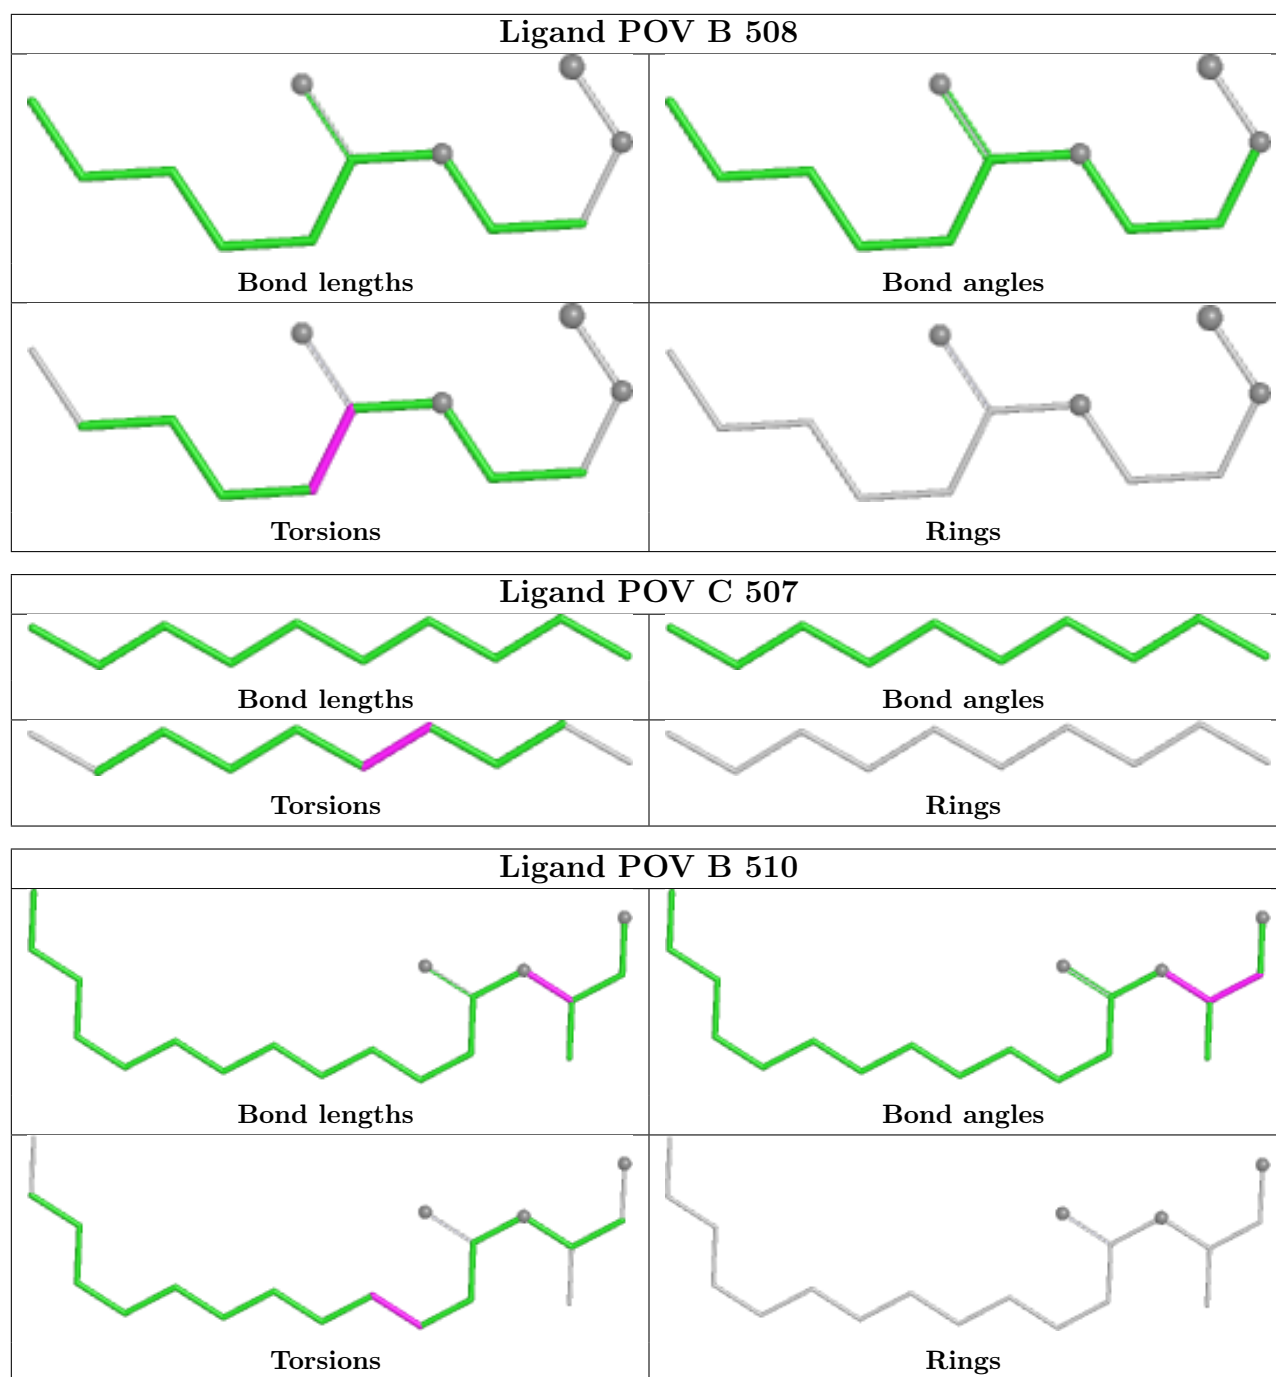 Ligand POV B 508
Bond lengths
Bond angles
Torsions
Rings
Ligand POV C 507
Bond lengths
Bond angles
Torsions
Rings
Ligand POV B 510
Bond lengths
Bond angles
Torsions
Rings